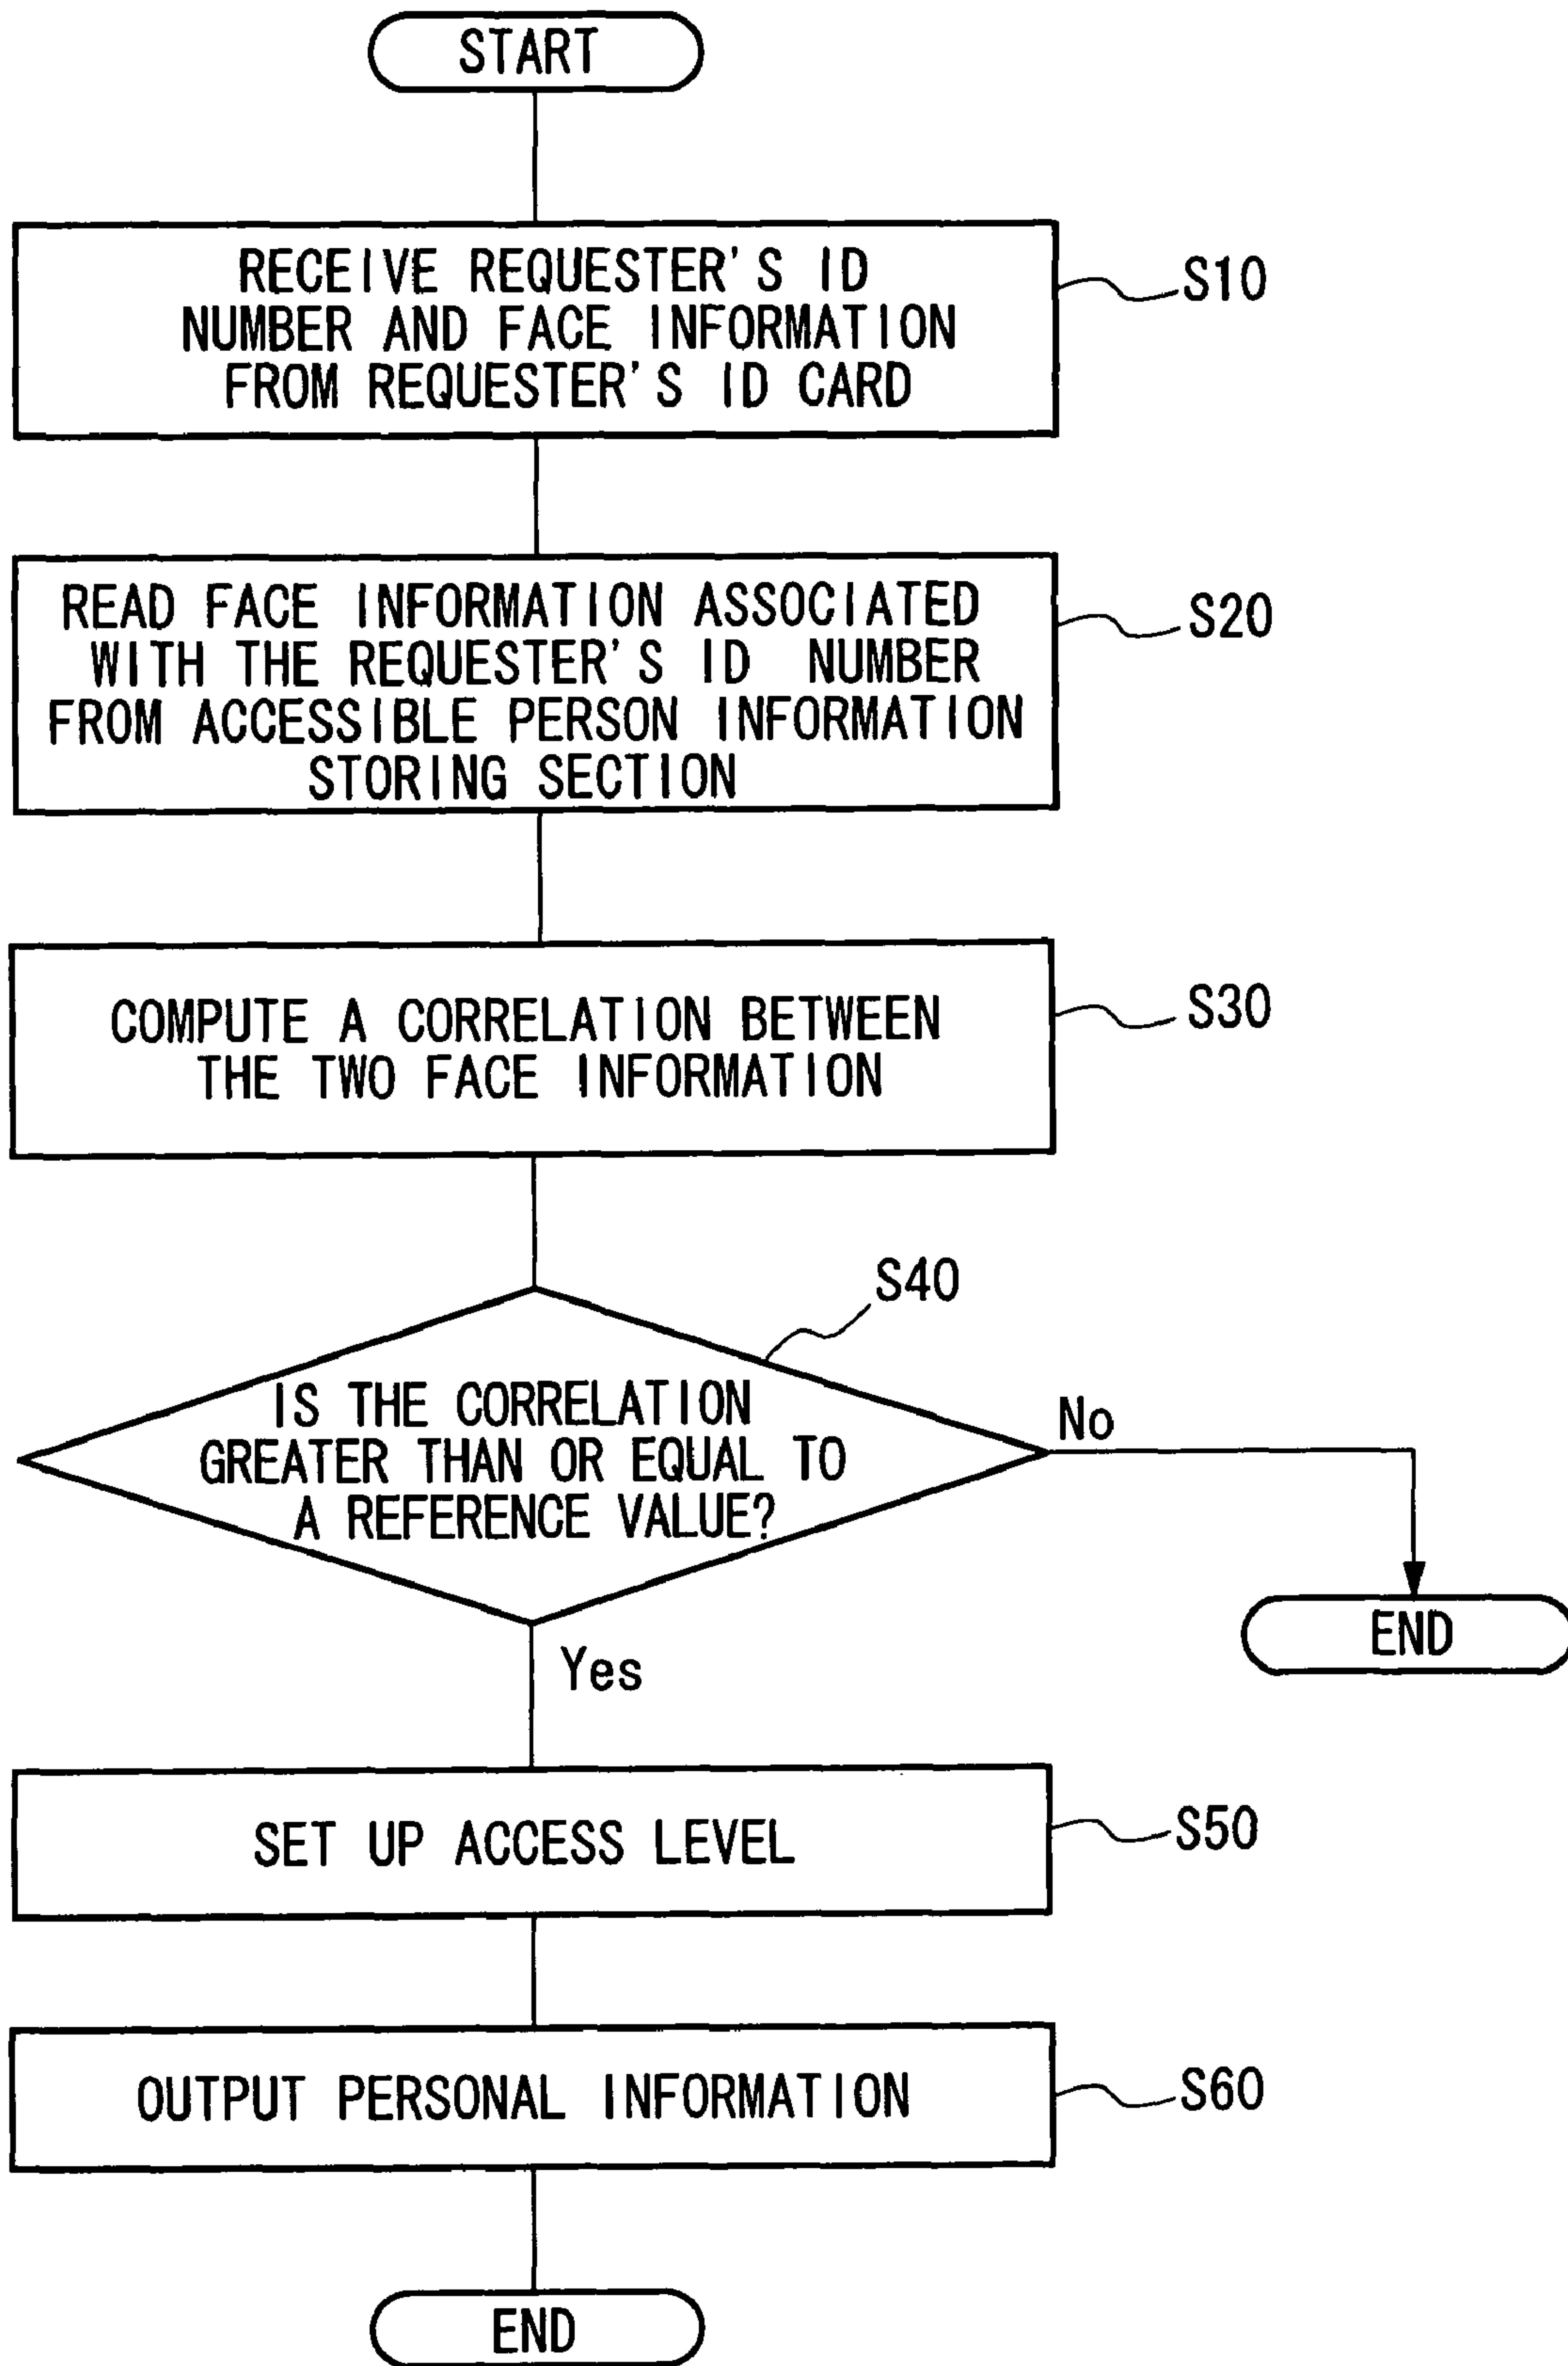 START
RECEIVE REQUESTER'S ID
NUMBER AND FACE INFORMATION
FROM REQUESTER'S ID CARD
S10
READ FACE INFORMATION ASSOCIATED
WITH THE REQUESTER'S ID NUMBER
FROM ACCESSIBLE PERSON INFORMATION
STORING SECTION
S20
COMPUTE A CORRELATION BETWEEN
THE TWO FACE INFORMATION
S30
S40
IS THE CORRELATION
GREATER THAN OR EQUAL TO
A REFERENCE VALUE?
No
END
Yes
SET UP ACCESS LEVEL
S50
OUTPUT PERSONAL INFORMATION
S60
END